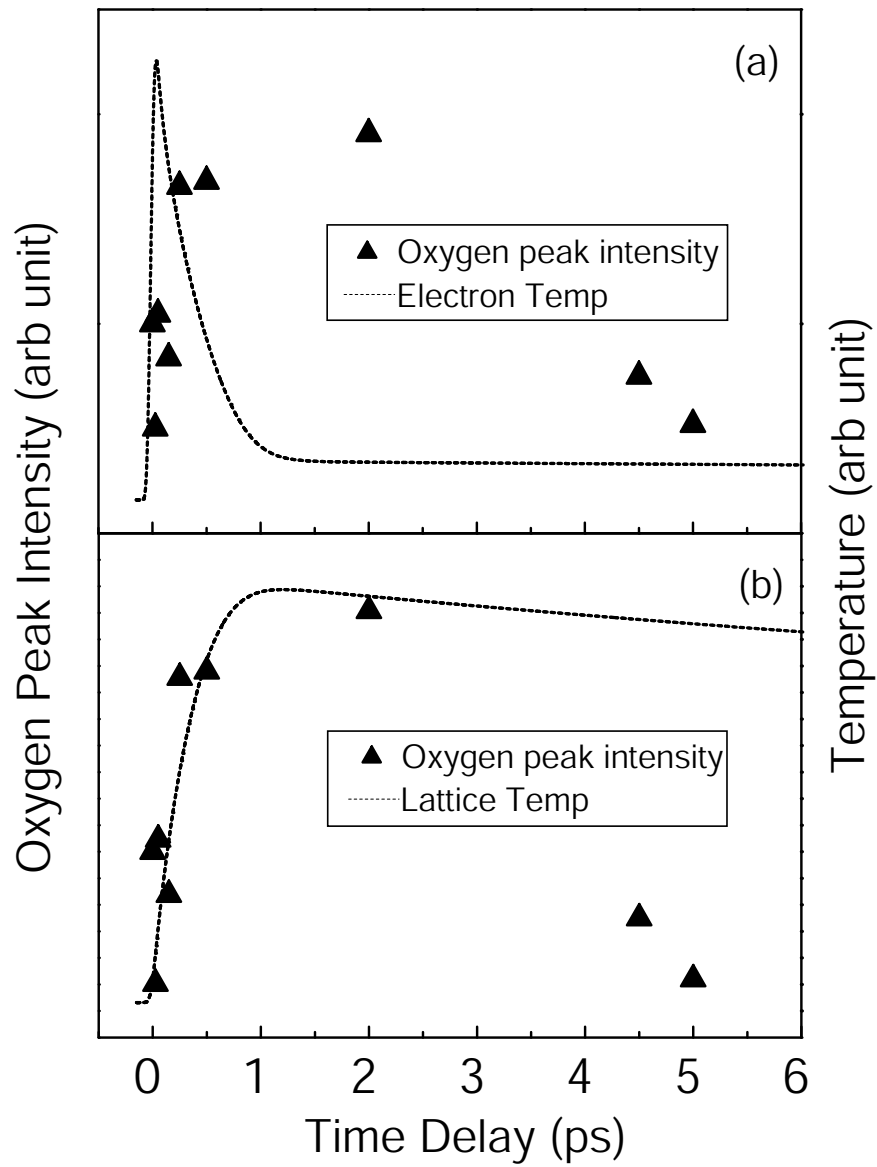 (a)
Oxygen peak intensity
Electron Temp
(b)
Oxygen peak intensity
Lattice Temp
0 1 2 3 4 5 6
Time Delay (ps)
Oxygen Peak Intensity (arb unit)
Temperature (arb unit)